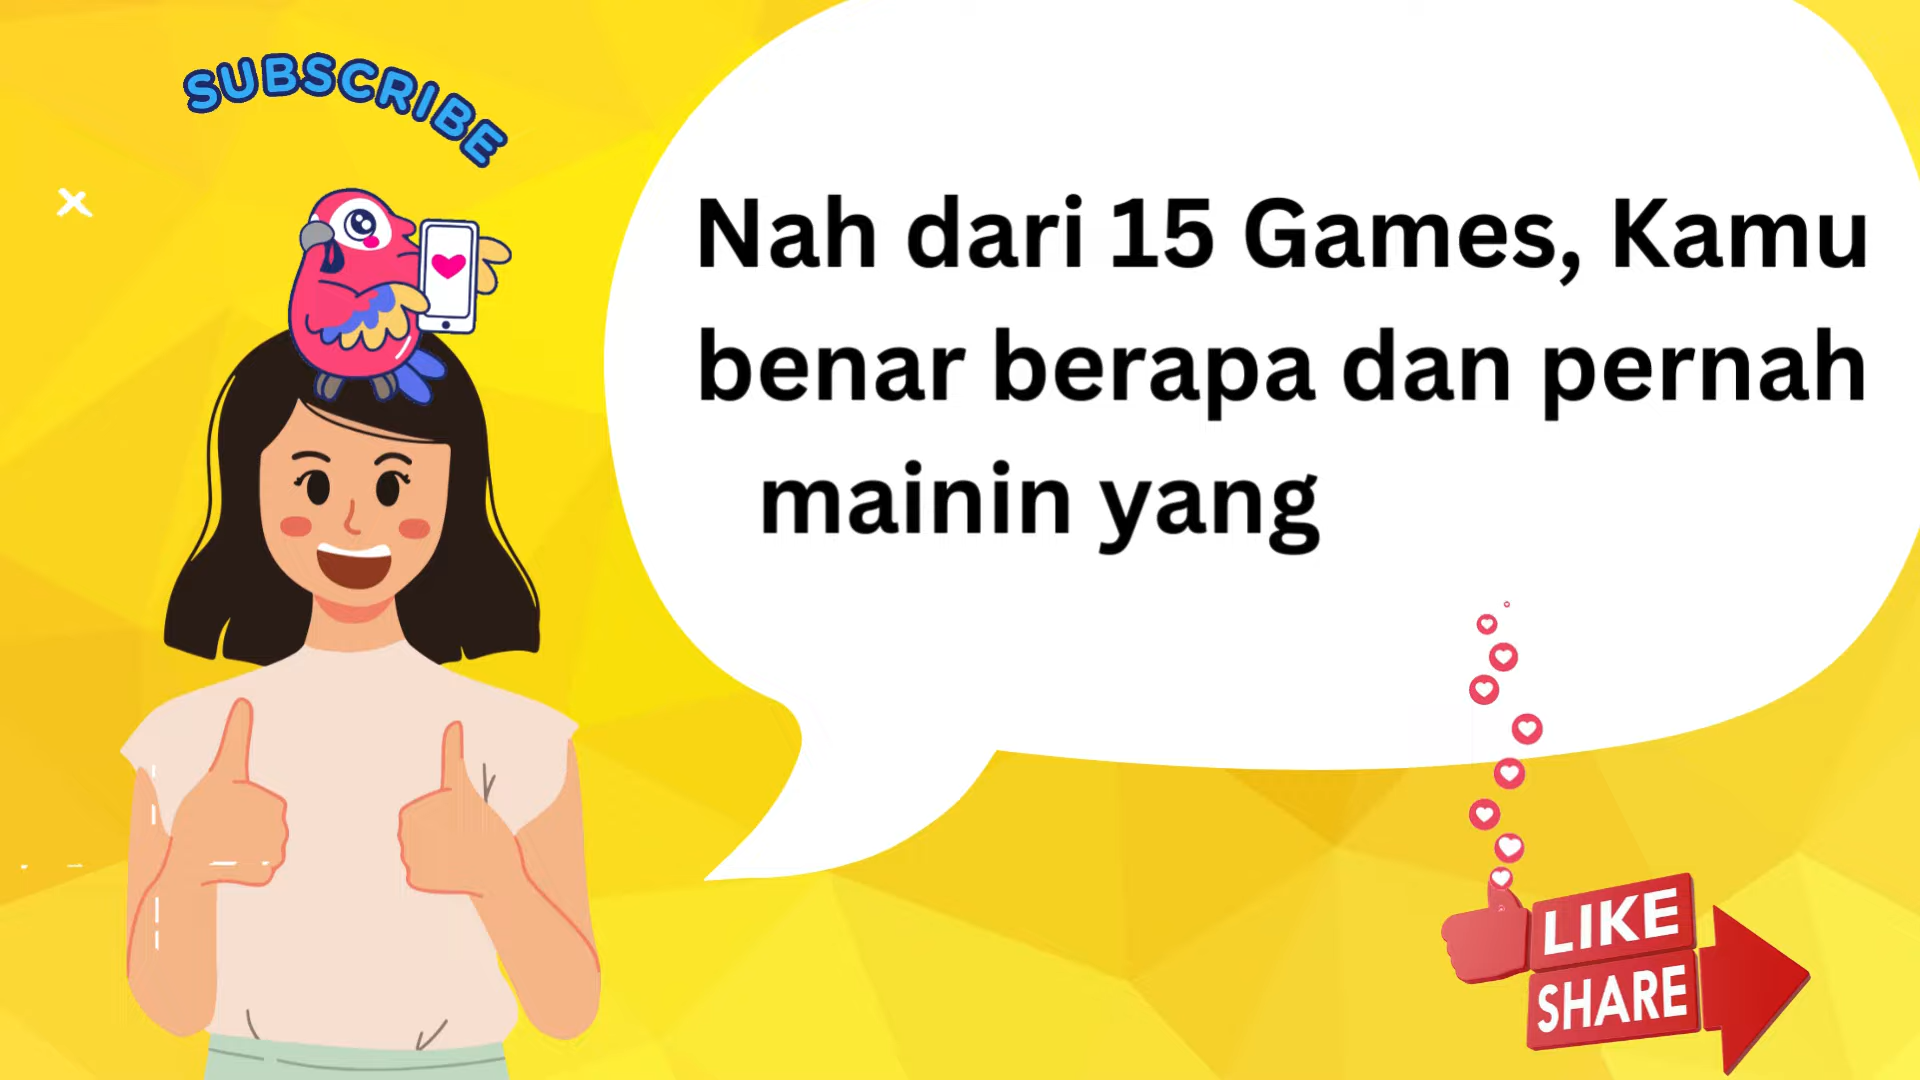 SUBSCRIBE
Nah dari 15 Games, Kamu
benar berapa dan pernah
mainin yang
LIKE
SHARE